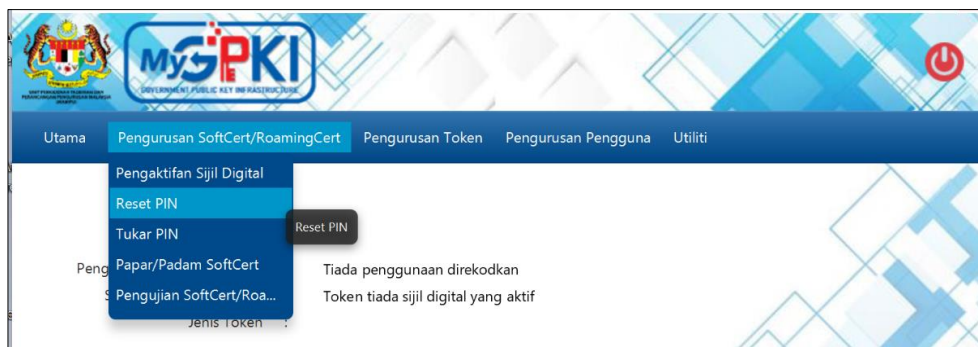 MyGPKI
GOVERNMENT PUBLIC KEY INFRASTRUCTURE
Utama Pengurusan SoftCert/RoamingCert Pengurusan Token Pengurusan Pengguna Utiliti
Pengaktifan Sijil Digital
Reset PIN
Reset PIN
Tukar PIN
Papar/Padam SoftCert
Pengujian SoftCert/Roa...
Peng
Tiada penggunaan direkodkan
S
Token tiada sijil digital yang aktif
Jenis Token :